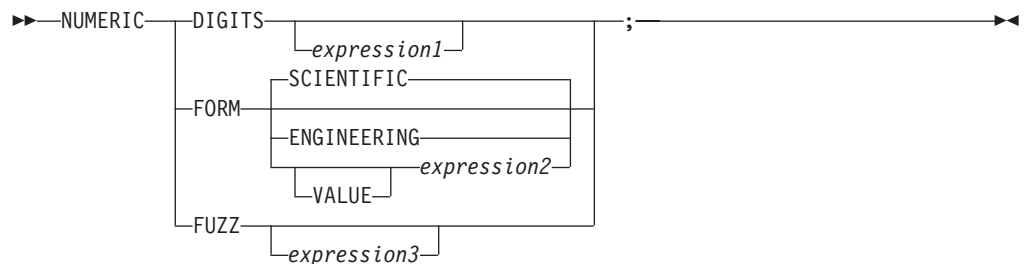 NUMERIC DIGITS ;
expression1
SCIENTIFIC
FORM
ENGINEERING
expression2
VALUE
FUZZ
expression3